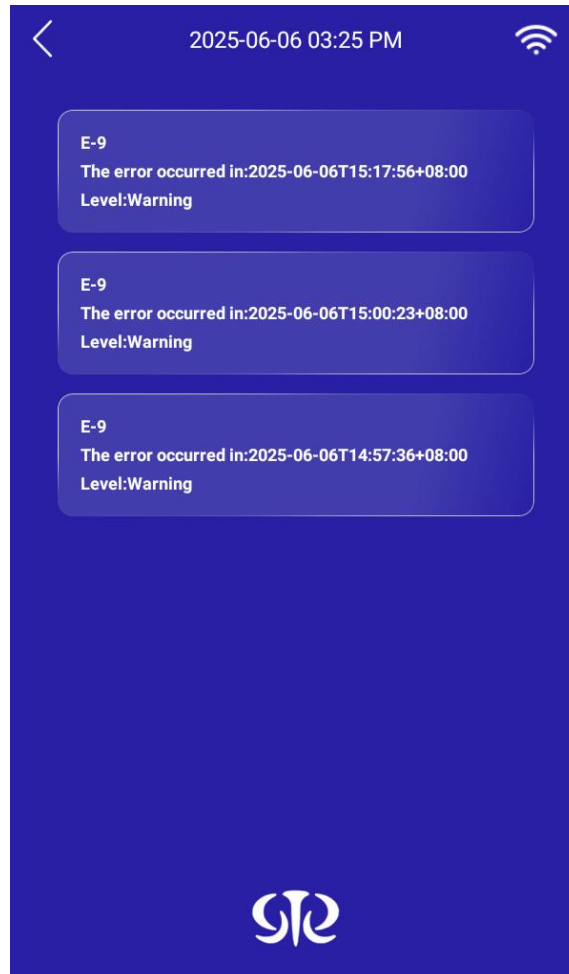 2025-06-06 03:25 PM
E-9
The error occurred in:2025-06-06T15:17:56+08:00
Level:Warning
E-9
The error occurred in:2025-06-06T15:00:23+08:00
Level:Warning
E-9
The error occurred in:2025-06-06T14:57:36+08:00
Level:Warning